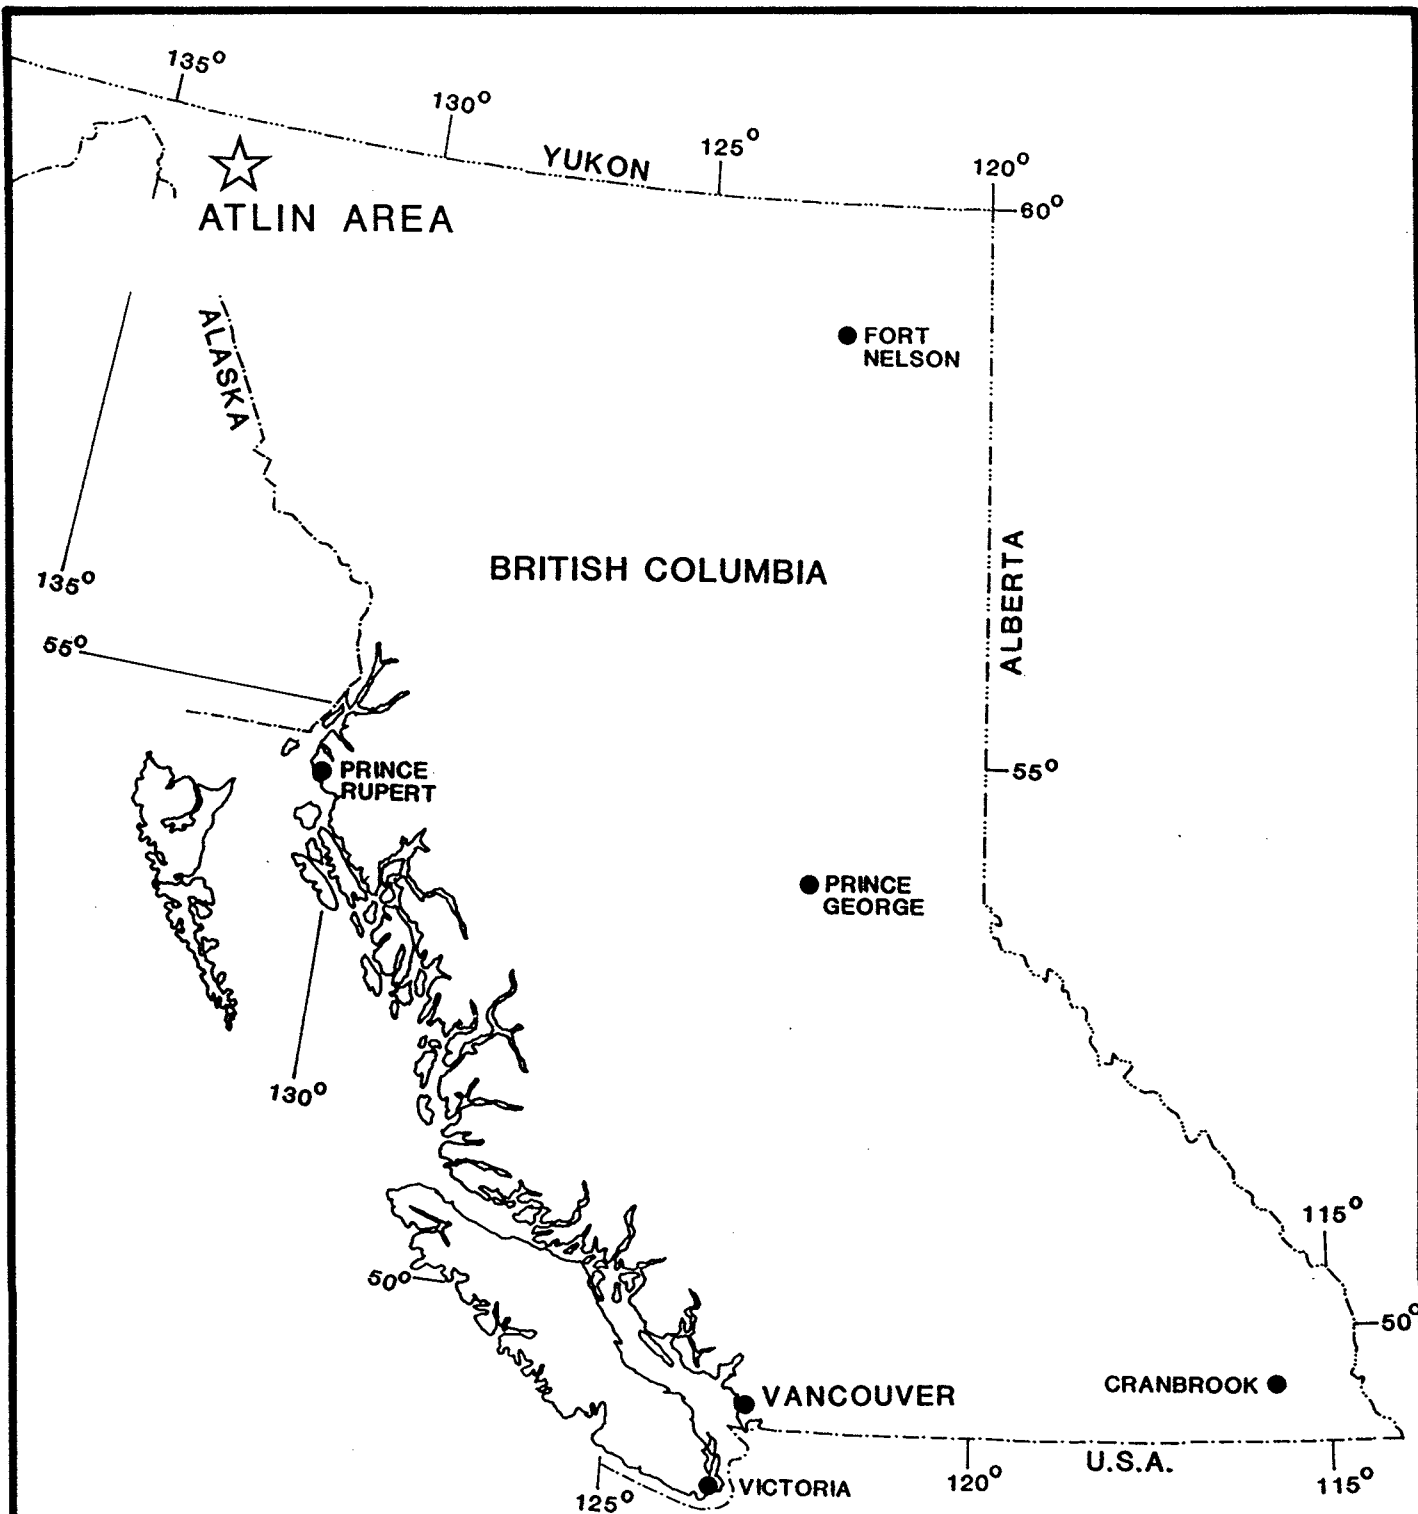 135°
130°
125°
YUKON
120°
60°
ATLIN AREA
ALASKA
FORT
NELSON
135°
BRITISH COLUMBIA
ALBERTA
55°
PRINCE
RUPERT
55°
PRINCE
GEORGE
130°
115°
50°
50°
CRANBROOK
VANCOUVER
U.S.A.
VICTORIA
125°
120°
115°